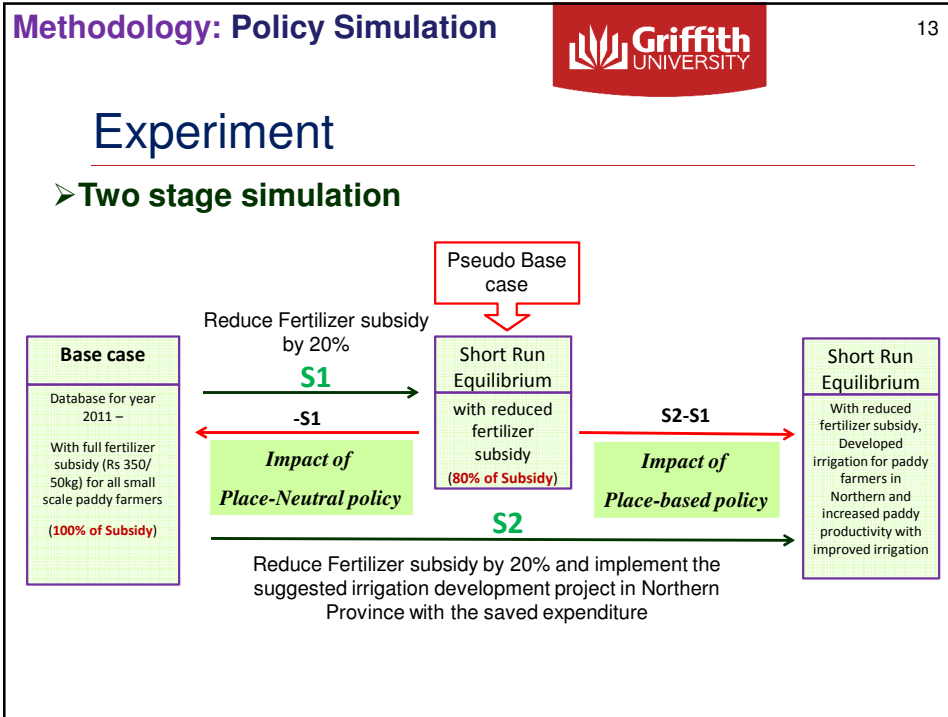 Methodology: Policy Simulation
Griffith
UNIVERSITY
13
Experiment
➢Two stage simulation
Pseudo Base
case
Reduce Fertilizer subsidy
by 20%
S1
-S1
Impact of
Place-Neutral policy
Base case
Database for year
2011 –
With full fertilizer
subsidy (Rs 350/
50kg) for all small
scale paddy farmers
(100% of Subsidy)
Short Run
Equilibrium
with reduced
fertilizer
subsidy
(80% of Subsidy)
S2-S1
Impact of
Place-based policy
Short Run
Equilibrium
With reduced
fertilizer subsidy,
Developed
irrigation for paddy
farmers in
Northern and
increased paddy
productivity with
improved irrigation
S2
Reduce Fertilizer subsidy by 20% and implement the
suggested irrigation development project in Northern
Province with the saved expenditure